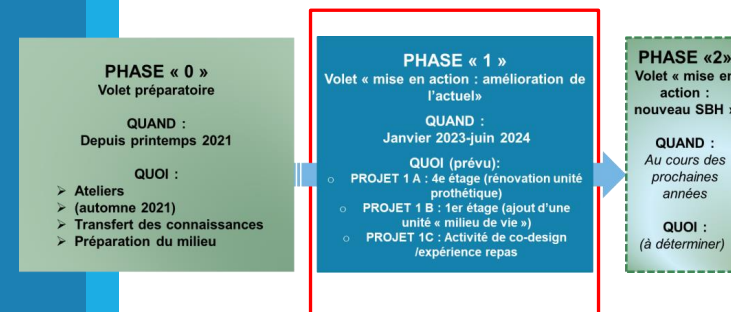 PHASE « 0 »
Volet préparatoire
QUAND :
Depuis printemps 2021
QUOI :
➢ Ateliers
➢ (automne 2021)
➢ Transfert des connaissances
➢ Préparation du milieu
PHASE « 1 »
Volet « mise en action : amélioration de
l'actuel»
QUAND :
Janvier 2023-juin 2024
QUOI (prévu):
○ PROJET 1 A : 4e étage (rénovation unité
prothétique)
○ PROJET 1 B : 1er étage (ajout d'une
unité « milieu de vie »)
○ PROJET 1C : Activité de co-design
/expérience repas
PHASE «2»
Volet « mise en
action :
nouveau SBH »
QUAND :
Au cours des
prochaines
années
QUOI :
(à déterminer)